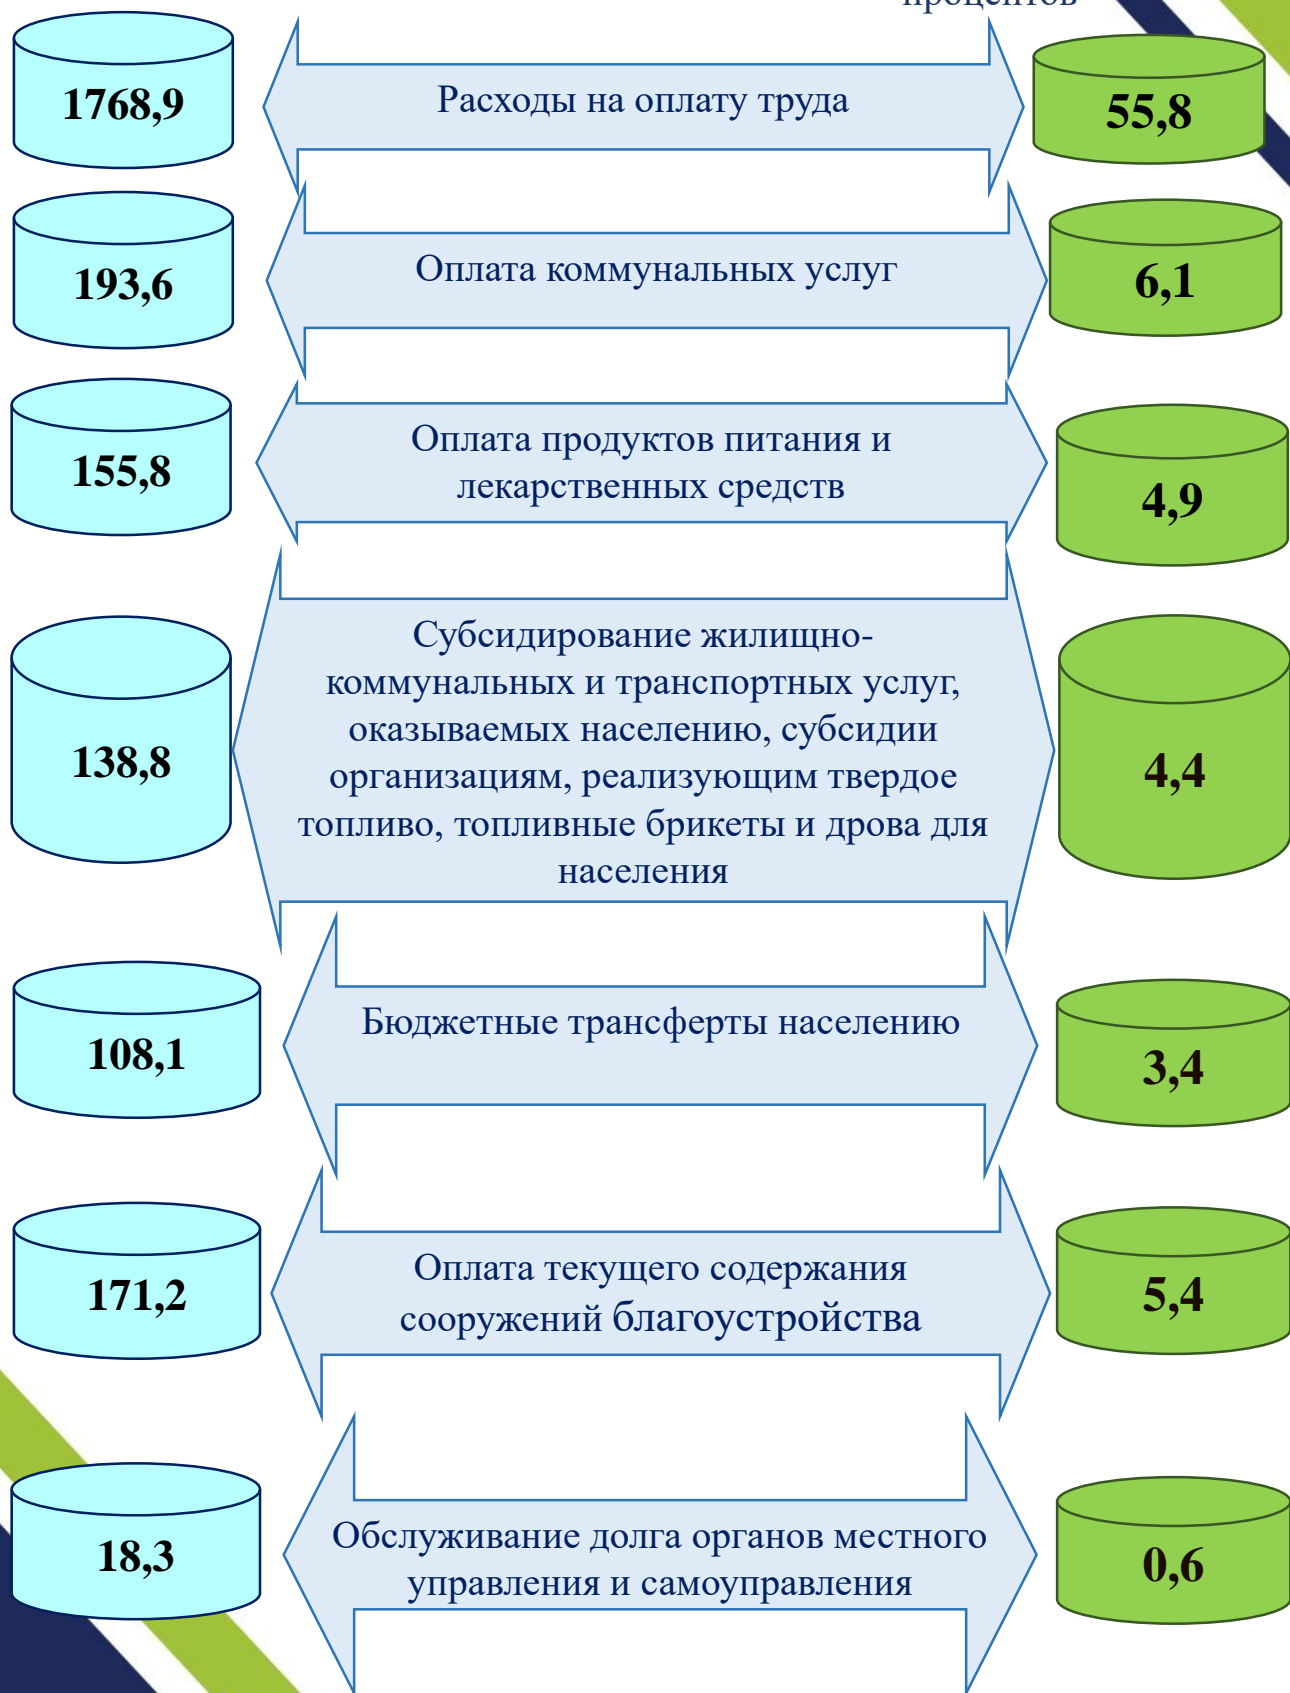 процентов
1768,9
Расходы на оплату труда
55,8
193,6
Оплата коммунальных услуг
6,1
155,8
Оплата продуктов питания и
лекарственных средств
4,9
138,8
Субсидирование жилищно-
коммунальных и транспортных услуг,
оказываемых населению, субсидии
организациям, реализующим твердое
топливо, топливные брикеты и дрова для
населения
4,4
108,1
Бюджетные трансферты населению
3,4
171,2
Оплата текущего содержания
сооружений благоустройства
5,4
18,3
Обслуживание долга органов местного
управления и самоуправления
0,6